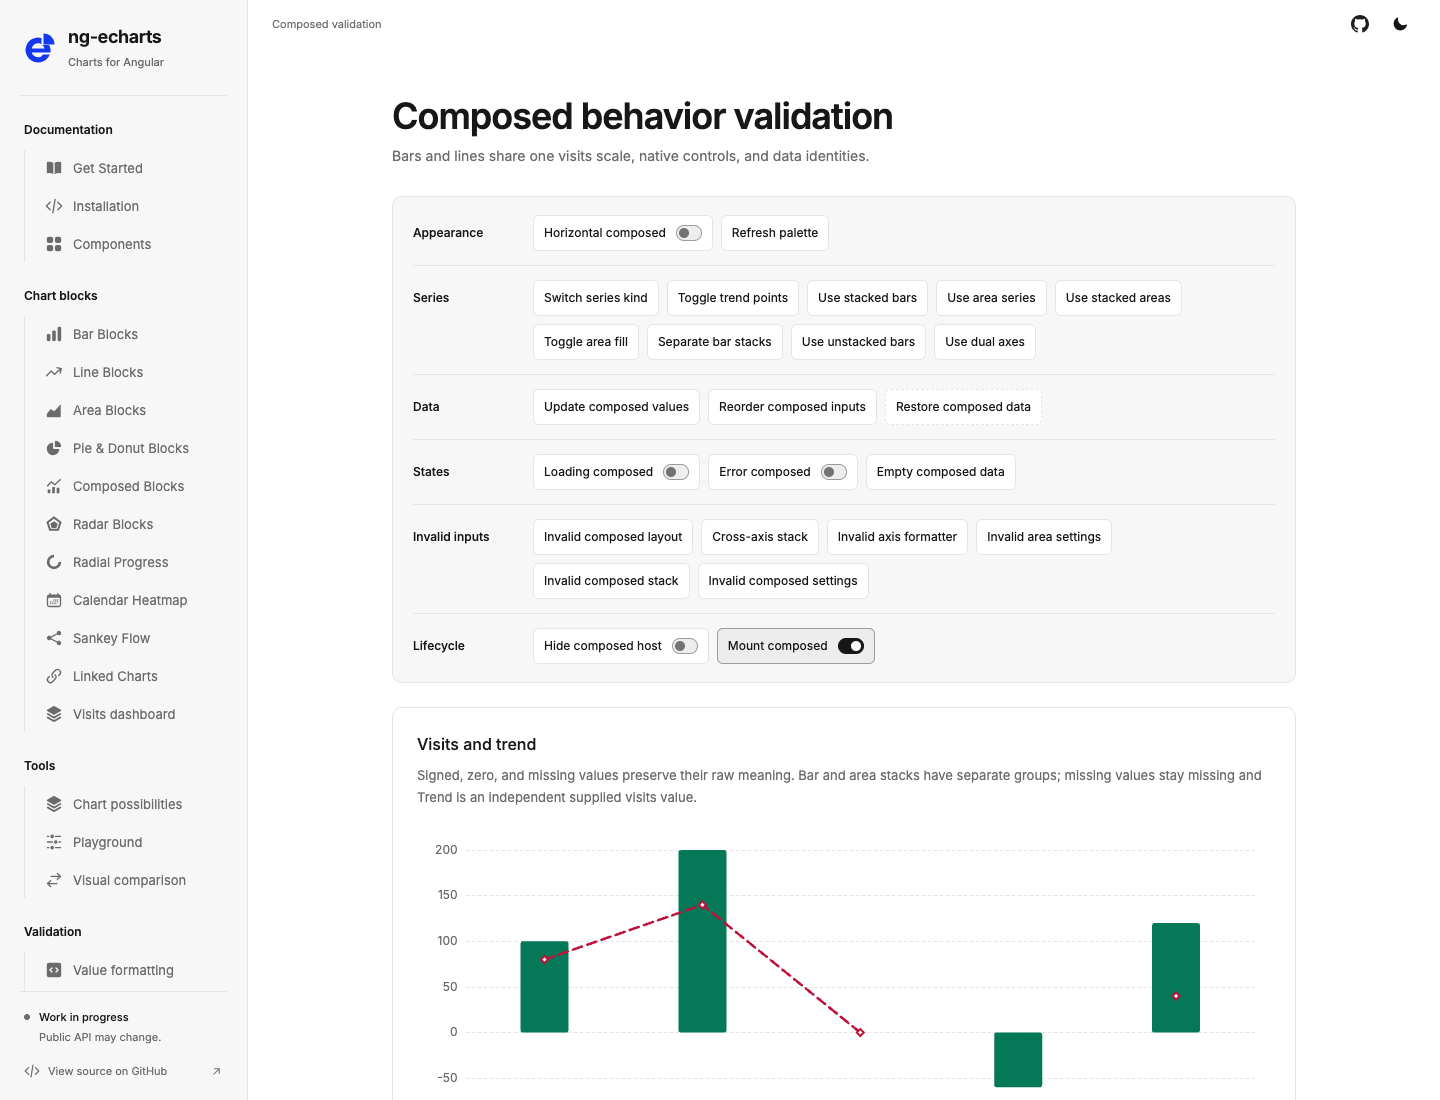 ng-echarts
Charts for Angular
Documentation
Get Started
Installation
Components
Chart blocks
Bar Blocks
Line Blocks
Area Blocks
Pie & Donut Blocks
Composed Blocks
Radar Blocks
Radial Progress
Calendar Heatmap
Sankey Flow
Linked Charts
Visits dashboard
Tools
Chart possibilities
Playground
Visual comparison
Validation
Value formatting
Work in progress
Public API may change.
View source on GitHub
Composed validation
Composed behavior validation
Bars and lines share one visits scale, native controls, and data identities.
Appearance
Horizontal composed
Refresh palette
Series
Switch series kind
Toggle trend points
Use stacked bars
Use area series
Use stacked areas
Toggle area fill
Separate bar stacks
Use unstacked bars
Use dual axes
Data
Update composed values
Reorder composed inputs
Restore composed data
States
Loading composed
Error composed
Empty composed data
Invalid inputs
Invalid composed layout
Cross-axis stack
Invalid axis formatter
Invalid area settings
Invalid composed stack
Invalid composed settings
Lifecycle
Hide composed host
Mount composed
Visits and trend
Signed, zero, and missing values preserve their raw meaning. Bar and area stacks have separate groups; missing values stay missing and
Trend is an independent supplied visits value.
200
150
100
50
0
-50